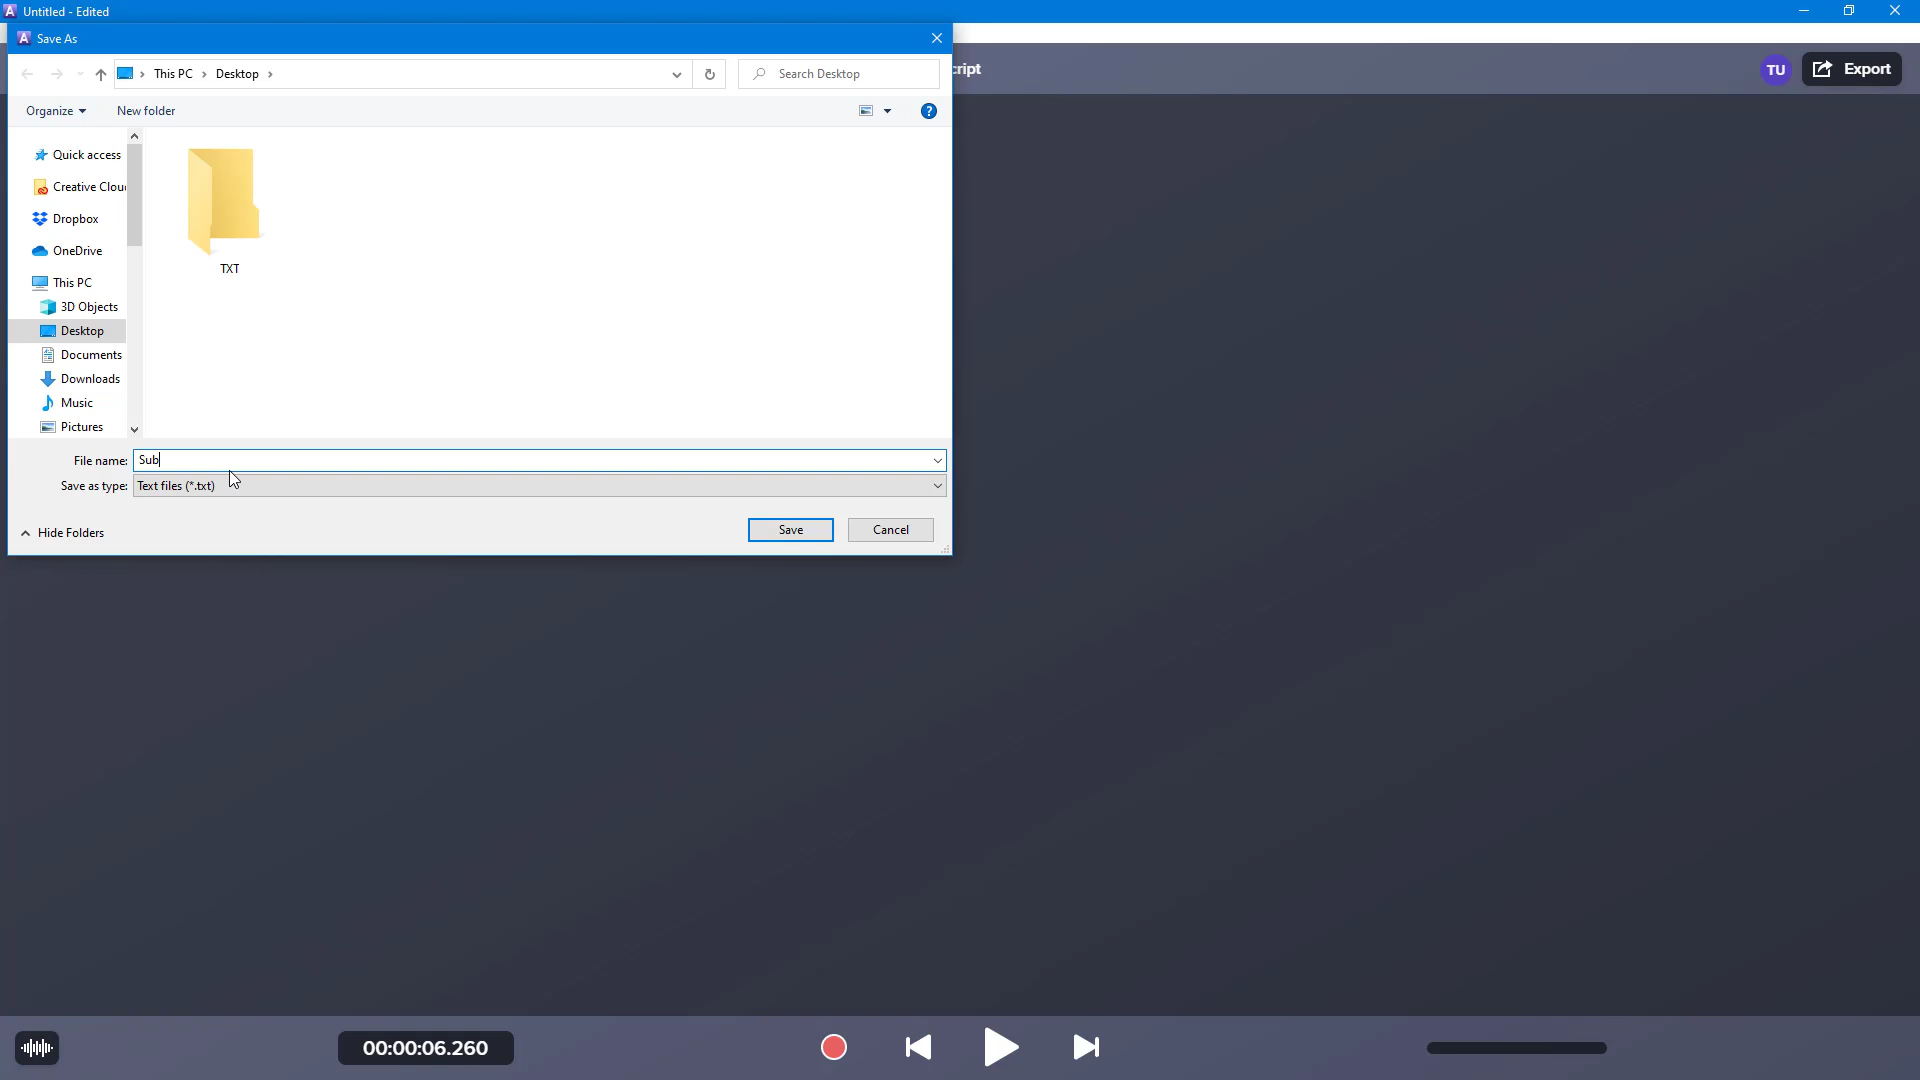 A Untitled - Edited
A Save As
This PC > Desktop >
Search Desktop
cript
TU
Export
Organize
New folder
?
Quick access
Creative Clou
Dropbox
OneDrive
This PC
3D Objects
Desktop
Documents
Downloads
Music
Pictures
TXT
File name: Sub
Save as type: Text files (*.txt)
Hide Folders
Save
Cancel
00:00:06.260